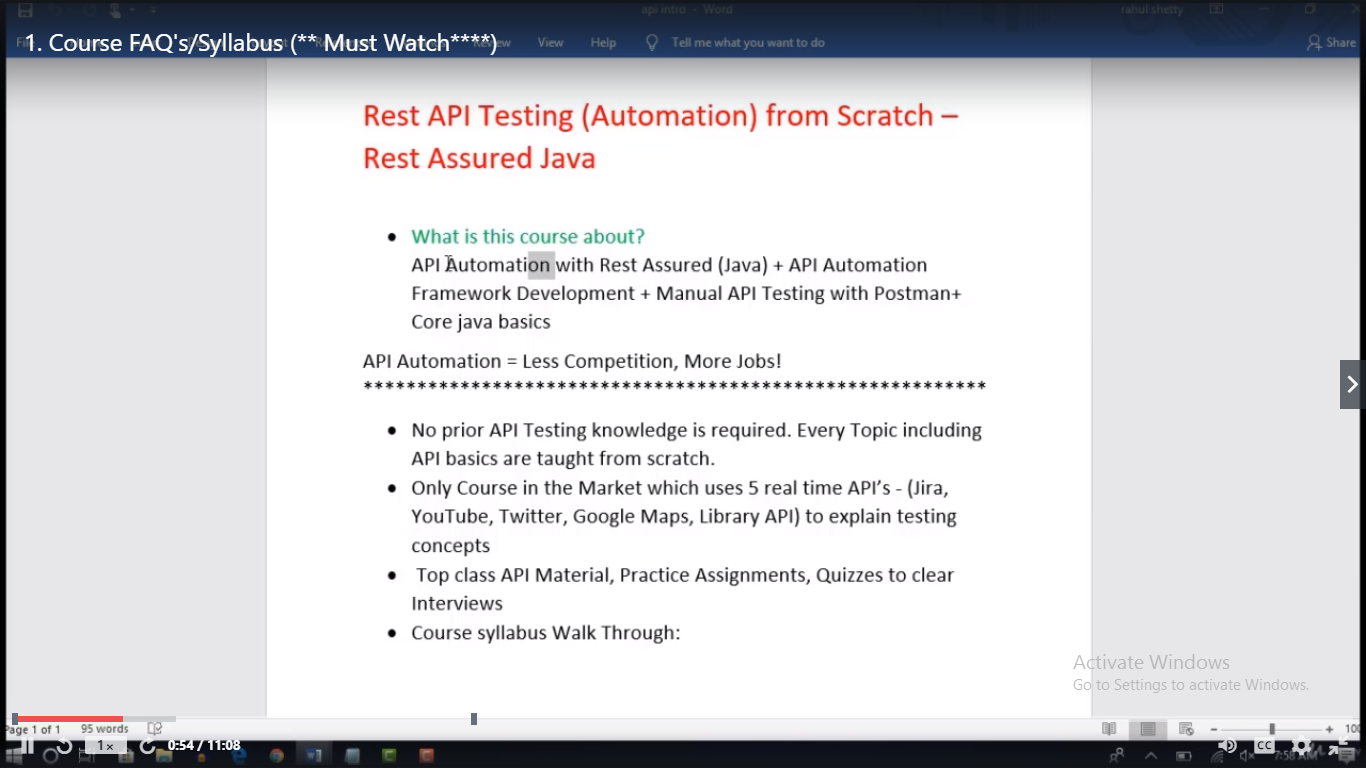 api intro - Word
rahul shetty
1. Course FAQ's/Syllabus (** Must Watch****)
View
Help
Tell me what you want to do
Share
Rest API Testing (Automation) from Scratch –
Rest Assured Java
• What is this course about?
API Automation with Rest Assured (Java) + API Automation
Framework Development + Manual API Testing with Postman+
Core java basics
API Automation = Less Competition, More Jobs!
**********************************************************
• No prior API Testing knowledge is required. Every Topic including
API basics are taught from scratch.
• Only Course in the Market which uses 5 real time API’s - (Jira,
YouTube, Twitter, Google Maps, Library API) to explain testing
concepts
• Top class API Material, Practice Assignments, Quizzes to clear
Interviews
• Course syllabus Walk Through:
Activate Windows
Go to Settings to activate Windows.
Page 1 of 1
95 words
1×
0:54 / 11:08
CC
7:58 AM